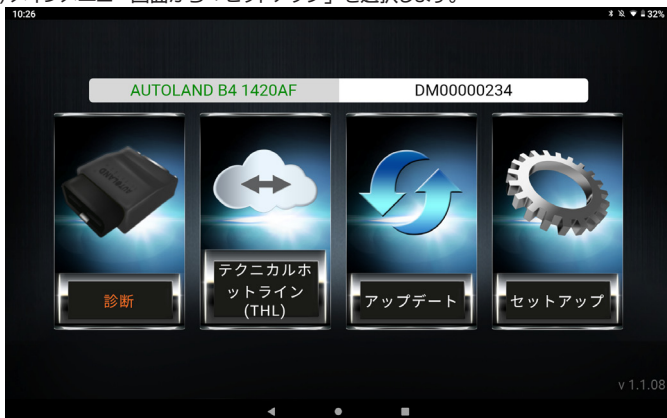 メインメニュー画面から「セットアップ」を選択します。
10:26
32%
AUTOLAND B4 1420AF
DM00000234
AUTOLAND
診断
テクニカルホ
ットライン
(THL)
アップデート
セットアップ
v 1.1.08